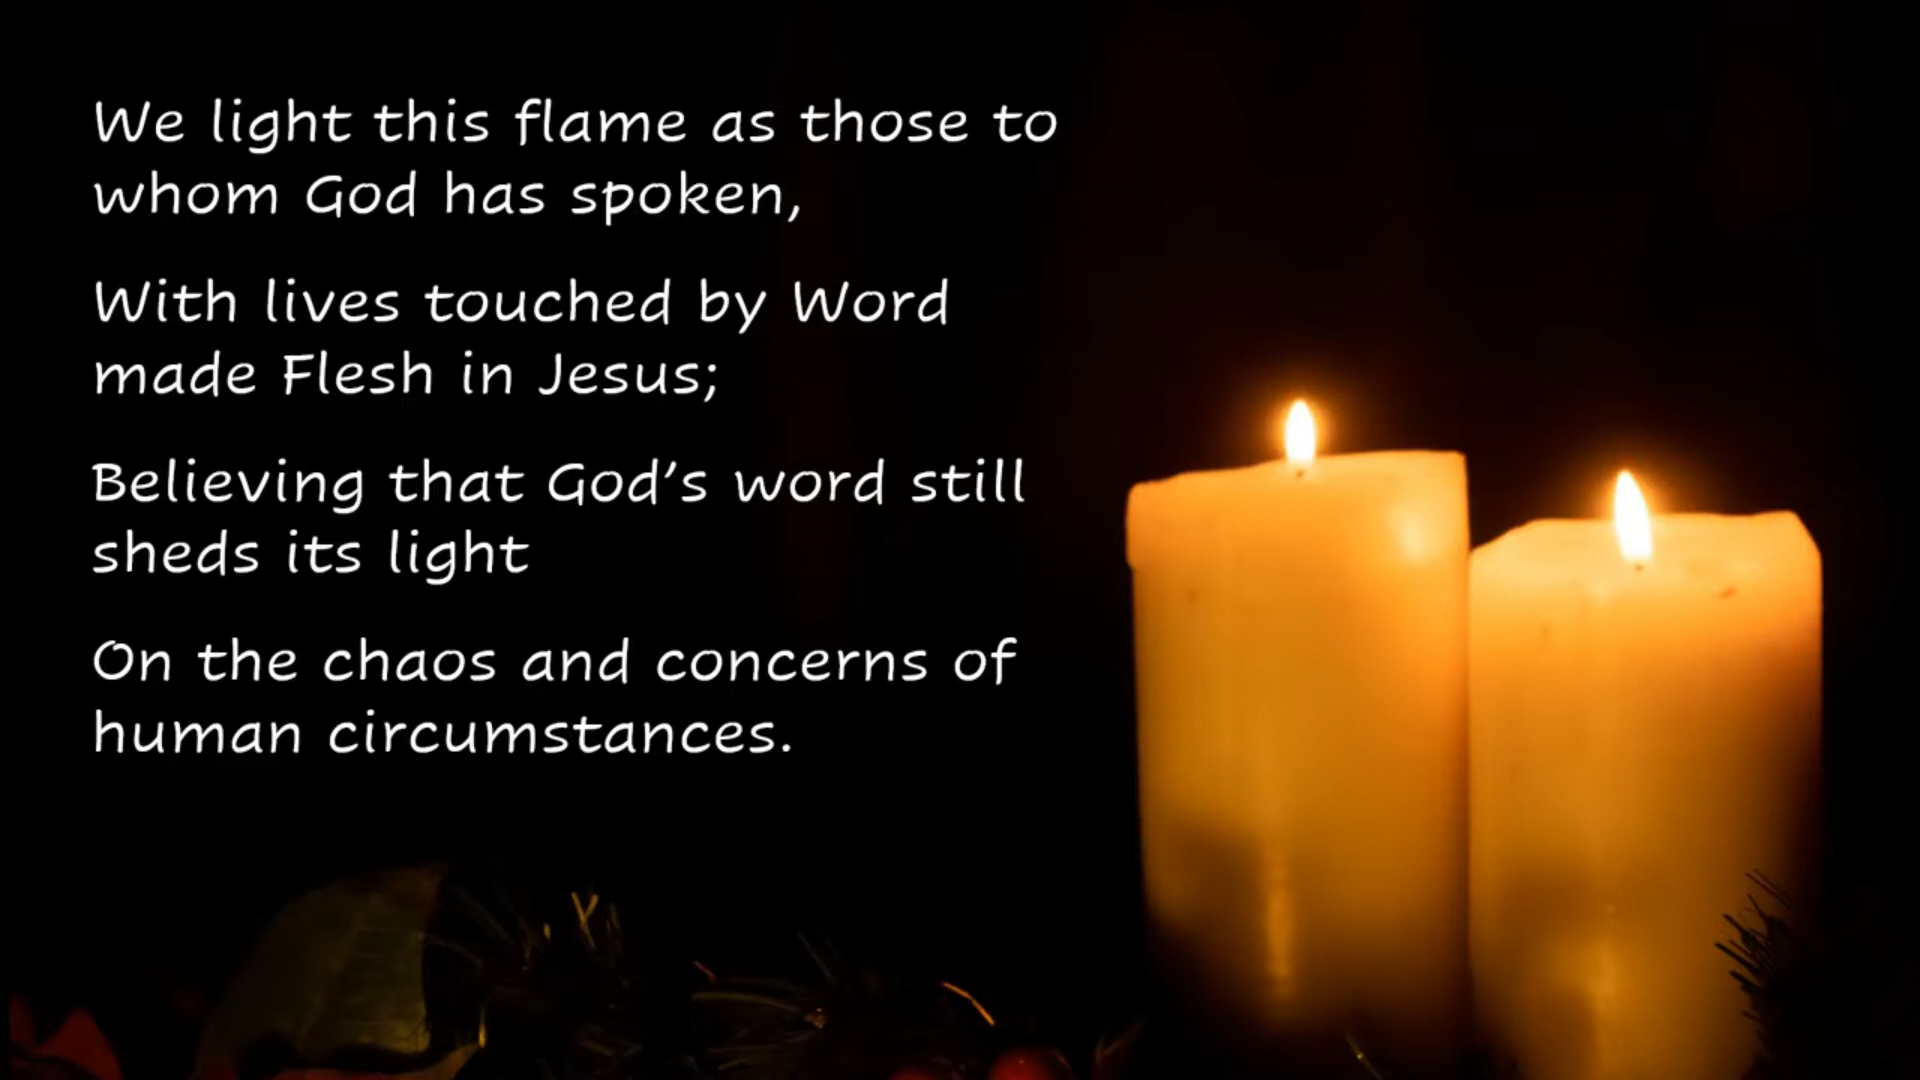 We light this flame as those to
whom God has spoken,
With lives touched by Word
made Flesh in Jesus;
Believing that God’s word still
sheds its light
On the chaos and concerns of
human circumstances.